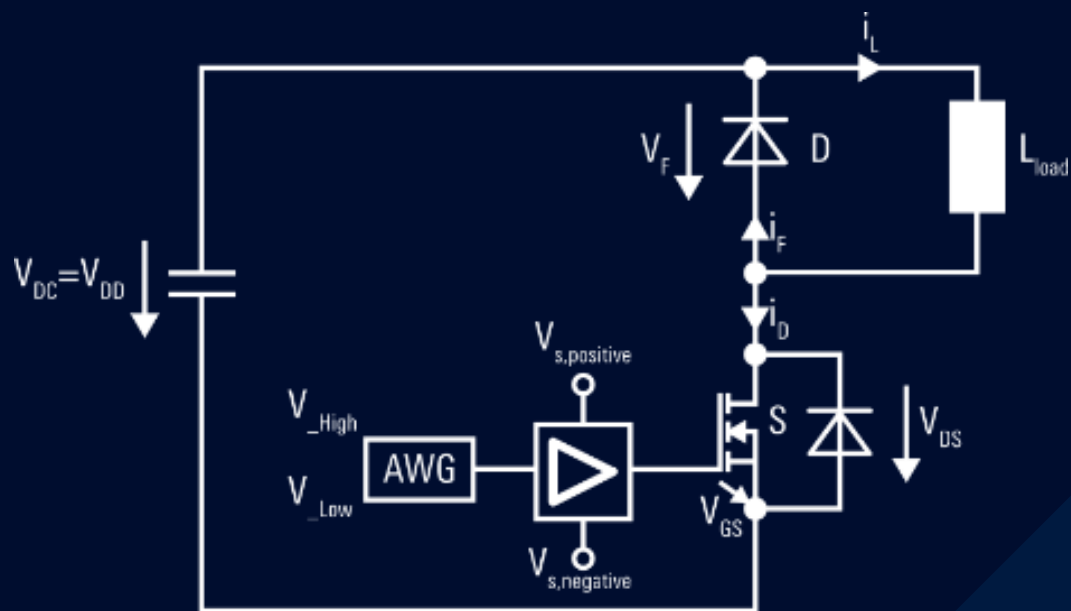 i_L
V_F
D
L_load
i_F
V_DC=V_DD
i_D
V_s,positive
V_High
S
V_DS
AWG
V_Low
V_GS
V_s,negative